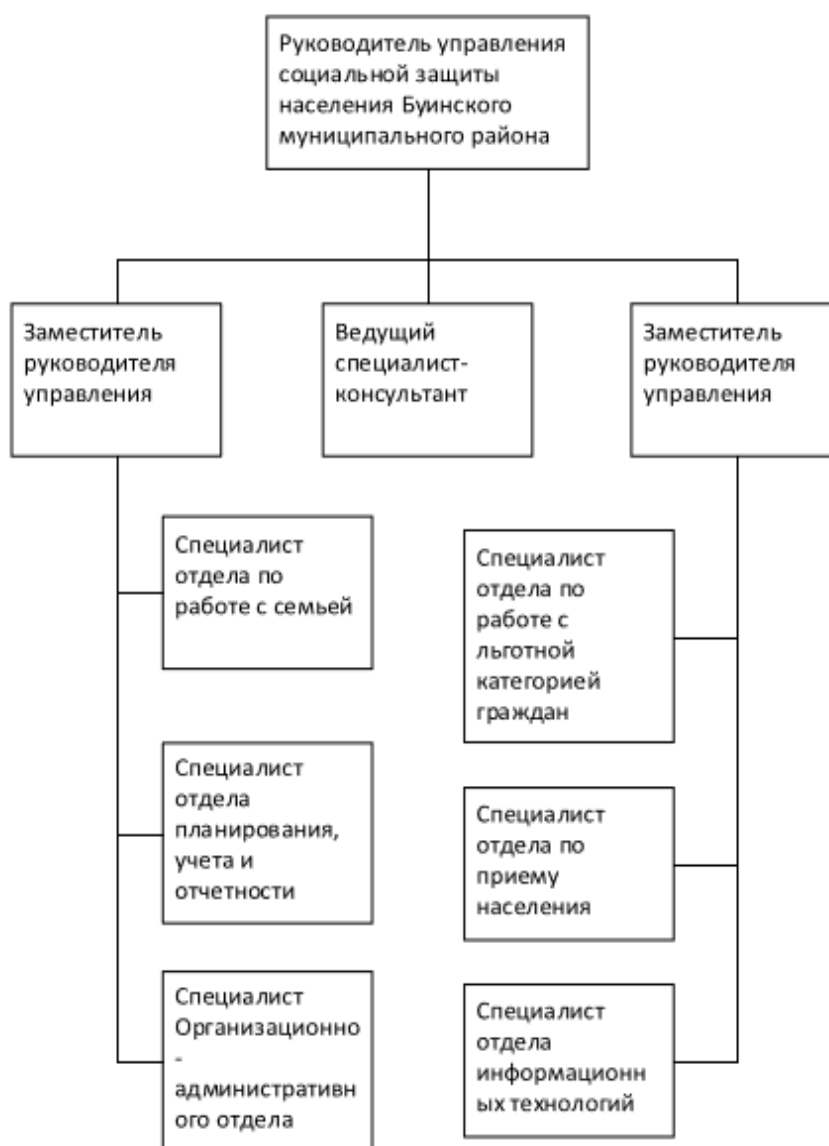 Руководитель управления
социальной защиты
населения Буинского
муниципального района
Заместитель
руководителя
управления
Ведущий
специалист-
консультант
Заместитель
руководителя
управления
Специалист
отдела по
работе с семьей
Специалист
отдела
планирования,
учета и
отчетности
Специалист
Организационно
-
административн
ого отдела
Специалист
отдела по
работе с
льготной
категорией
граждан
Специалист
отдела по
приему
населения
Специалист
отдела
информационн
ых технологий